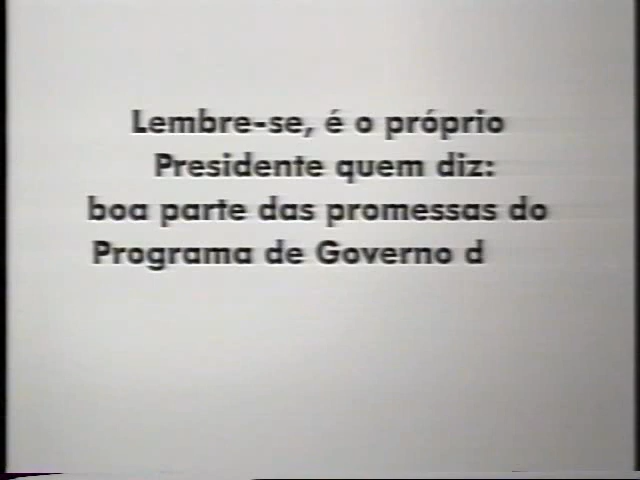 Lembre-se, é o próprio
Presidente quem diz:
boa parte das promessas do
Programa de Governo d